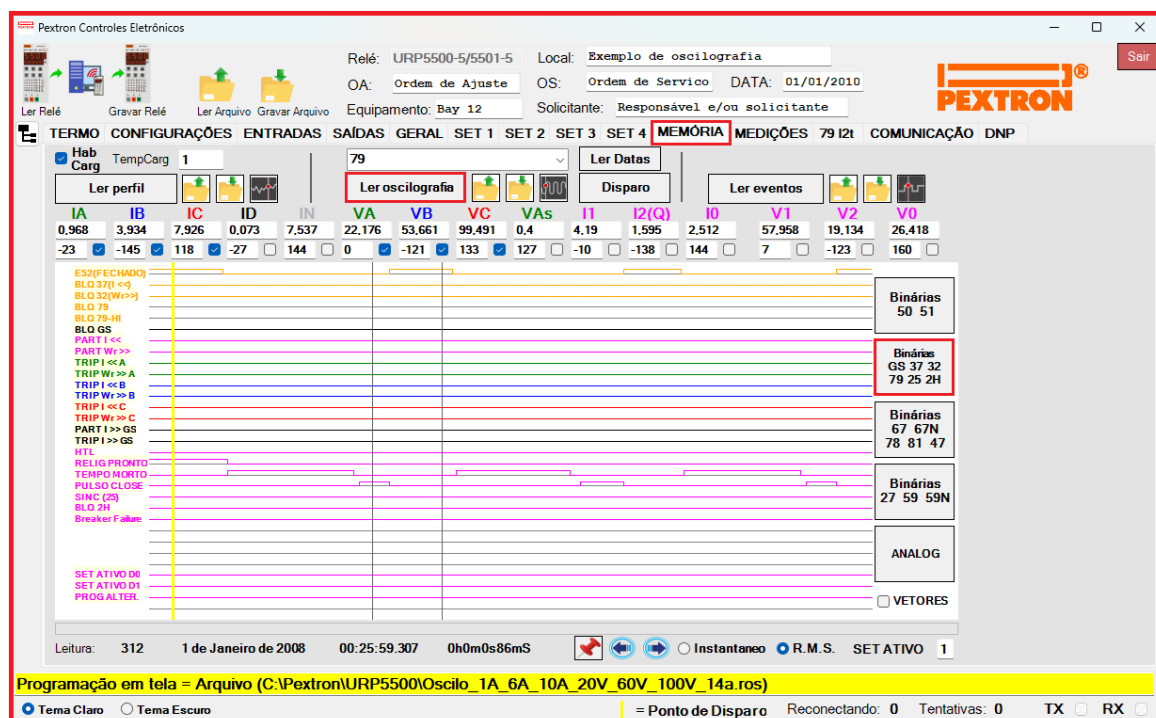 Pextron Controles Eletrônicos
Relé: URP5500-5/5501-5 Local: Exemplo de oscilografia Sair
OA: Ordem de Ajuste OS: Ordem de Servico DATA: 01/01/2010
Ler Relé Gravar Relé Ler Arquivo Gravar Arquivo Equipamento: Bay 12 Solicitante: Responsável e/ou solicitante PEXTRON®
TERMO CONFIGURAÇÕES ENTRADAS SAÍDAS GERAL SET 1 SET 2 SET 3 SET 4 MEMÓRIA MEDIÇÕES 79 I2t COMUNICAÇÃO DNP
Hab Carg TempCarg 1 79 Ler Datas
Ler perfil Ler oscilografia Disparo Ler eventos
IA IB IC ID IN VA VB VC VAs I1 I2(Q) I0 V1 V2 V0
0,968 3,934 7,926 0,073 7,537 22,176 53,661 99,491 0,4 4,19 1,595 2,512 57,958 19,134 26,418
-23 -145 118 -27 144 0 -121 133 127 -10 -138 144 7 -123 160
E52(FECHADO)
BLQ 37(I <<)
BLQ 32(Wr>>)
BLQ 79
BLQ 79-HI
BLQ GS
PART I <<
PART Wr >>
TRIP I << A
TRIP Wr >> A
TRIP I << B
TRIP Wr >> B
TRIP I << C
TRIP Wr >> C
PART I >> GS
TRIP I >> GS
HTL
RELIG PRONTO
TEMPO MORTO
PULSO CLOSE
SINC (25)
BLQ 2H
Breaker Failure
SET ATIVO D0
SET ATIVO D1
PROG ALTER.
Binárias
50 51
Binárias
GS 37 32
79 25 2H
Binárias
67 67N
78 81 47
Binárias
27 59 59N
ANALOG
VETORES
Leitura: 312 1 de Janeiro de 2008 00:25:59.307 0h0m0s86mS Instantaneo R.M.S. SET ATIVO 1
Programação em tela = Arquivo (C:\Pextron\URP5500\Oscilo_1A_6A_10A_20V_60V_100V_14a.ros)
Tema Claro Tema Escuro = Ponto de Disparo Reconectando: 0 Tentativas: 0 TX RX